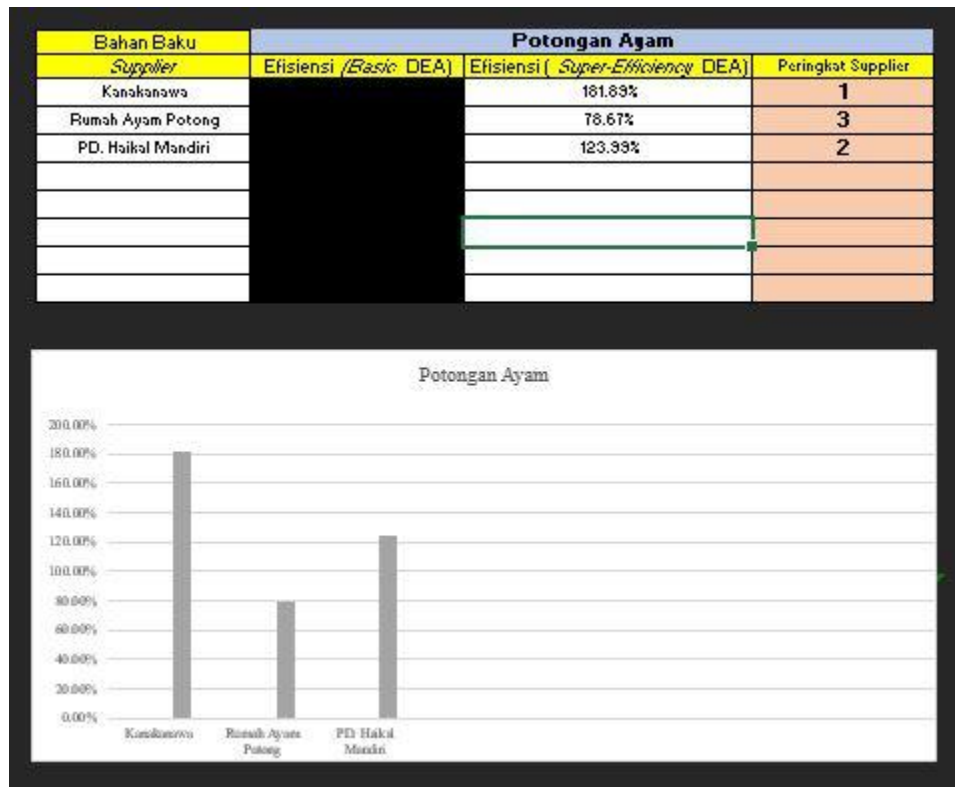 Bahan Baku Potongan Ayam
Supplier Efisiensi (Basic DEA) Efisiensi ( Super-Efficiency DEA) Peringkat Supplier
Kanakanawa 181.89% 1
Rumah Ayam Potong 78.67% 3
PD. Haikal Mandiri 123.99% 2
Potongan Ayam
200.00%
180.00%
160.00%
140.00%
120.00%
100.00%
80.00%
60.00%
40.00%
20.00%
0.00%
Kanakanawa Rumah Ayam PD. Haikal
Potong Mandiri